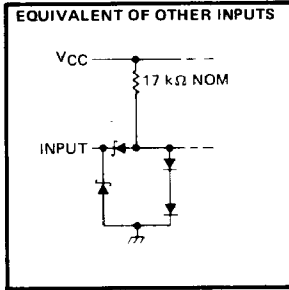 EQUIVALENT OF OTHER INPUTS
VCC
17 kΩ NOM
INPUT